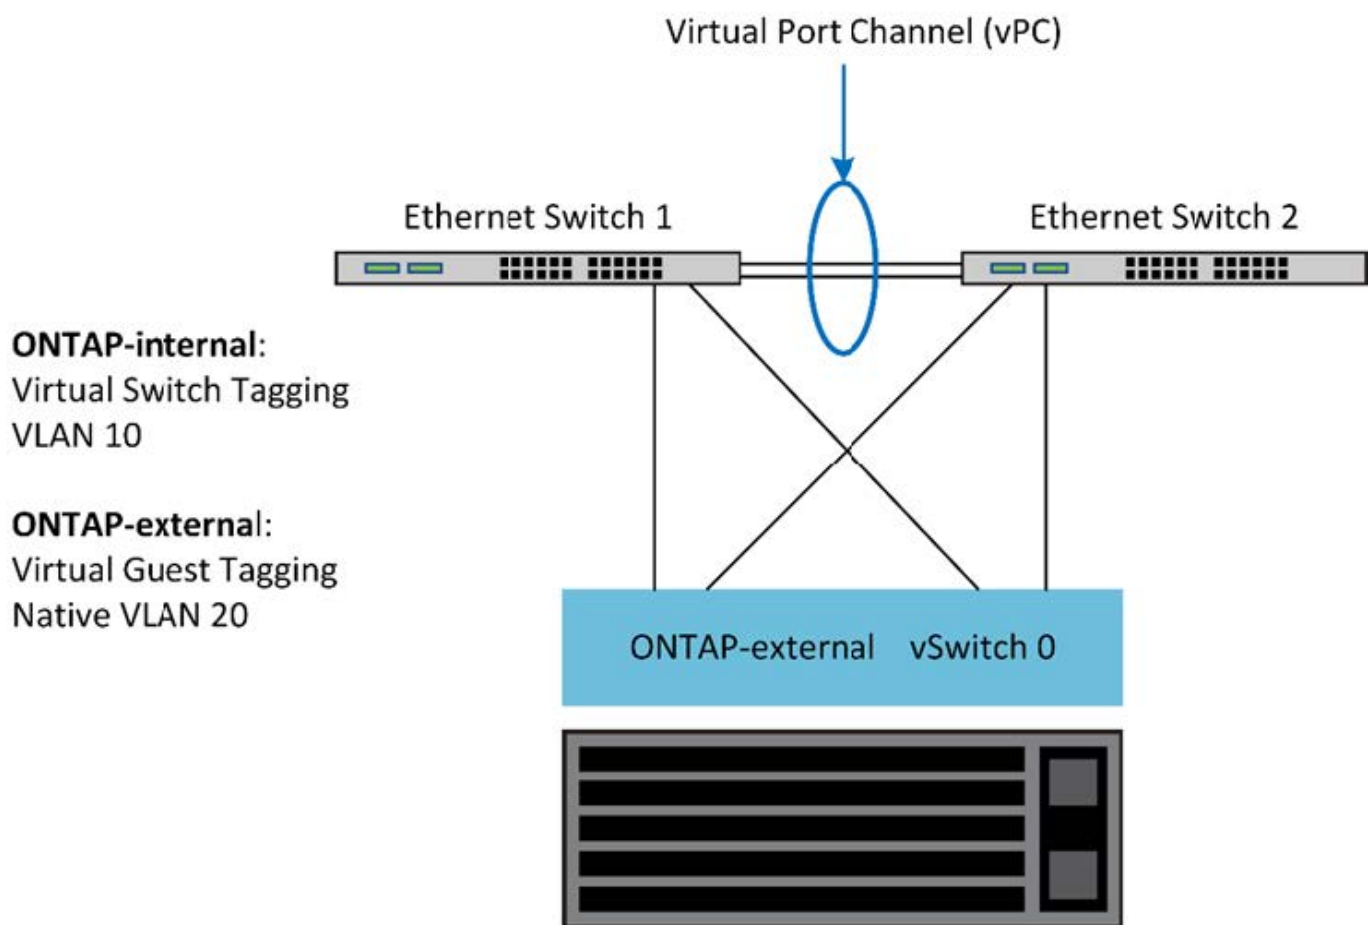 Virtual Port Channel (vPC)
Ethernet Switch 1
Ethernet Switch 2
ONTAP-internal:
Virtual Switch Tagging
VLAN 10
ONTAP-external:
Virtual Guest Tagging
Native VLAN 20
ONTAP-external vSwitch 0